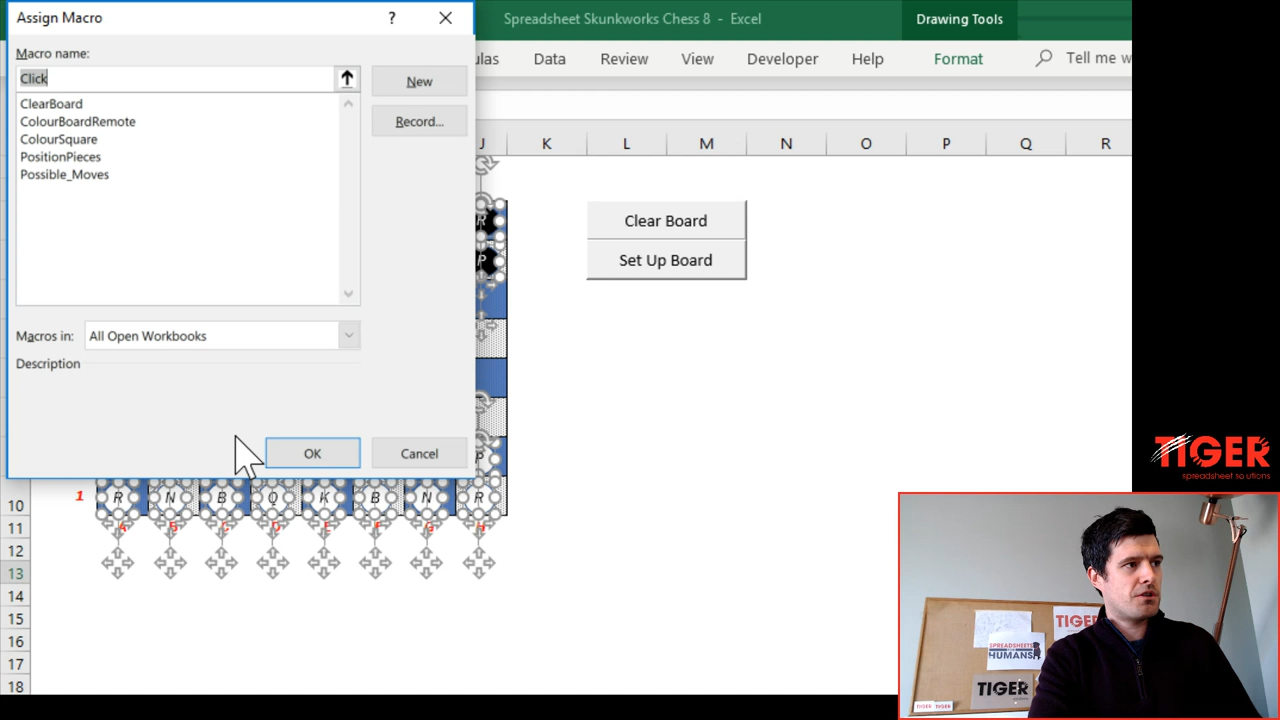 Assign Macro
?
Spreadsheet Skunkworks Chess 8 - Excel
Drawing Tools
Macro name:
Click
New
Record...
ClearBoard
ColourBoardRemote
ColourSquare
PositionPieces
Possible_Moves
Macros in: All Open Workbooks
Description
OK
Cancel
ulas Data Review View Developer Help Format Tell me w
J K L M N O P Q R
R
P
Clear Board
Set Up Board
P
1 R N B Q K B N R
A B C D E F G H
10
11
12
13
14
15
16
17
18
TIGER
spreadsheet solutions
TIGER
SPREADSHEETS
HUMANS
TIGER
TIGER TIGER